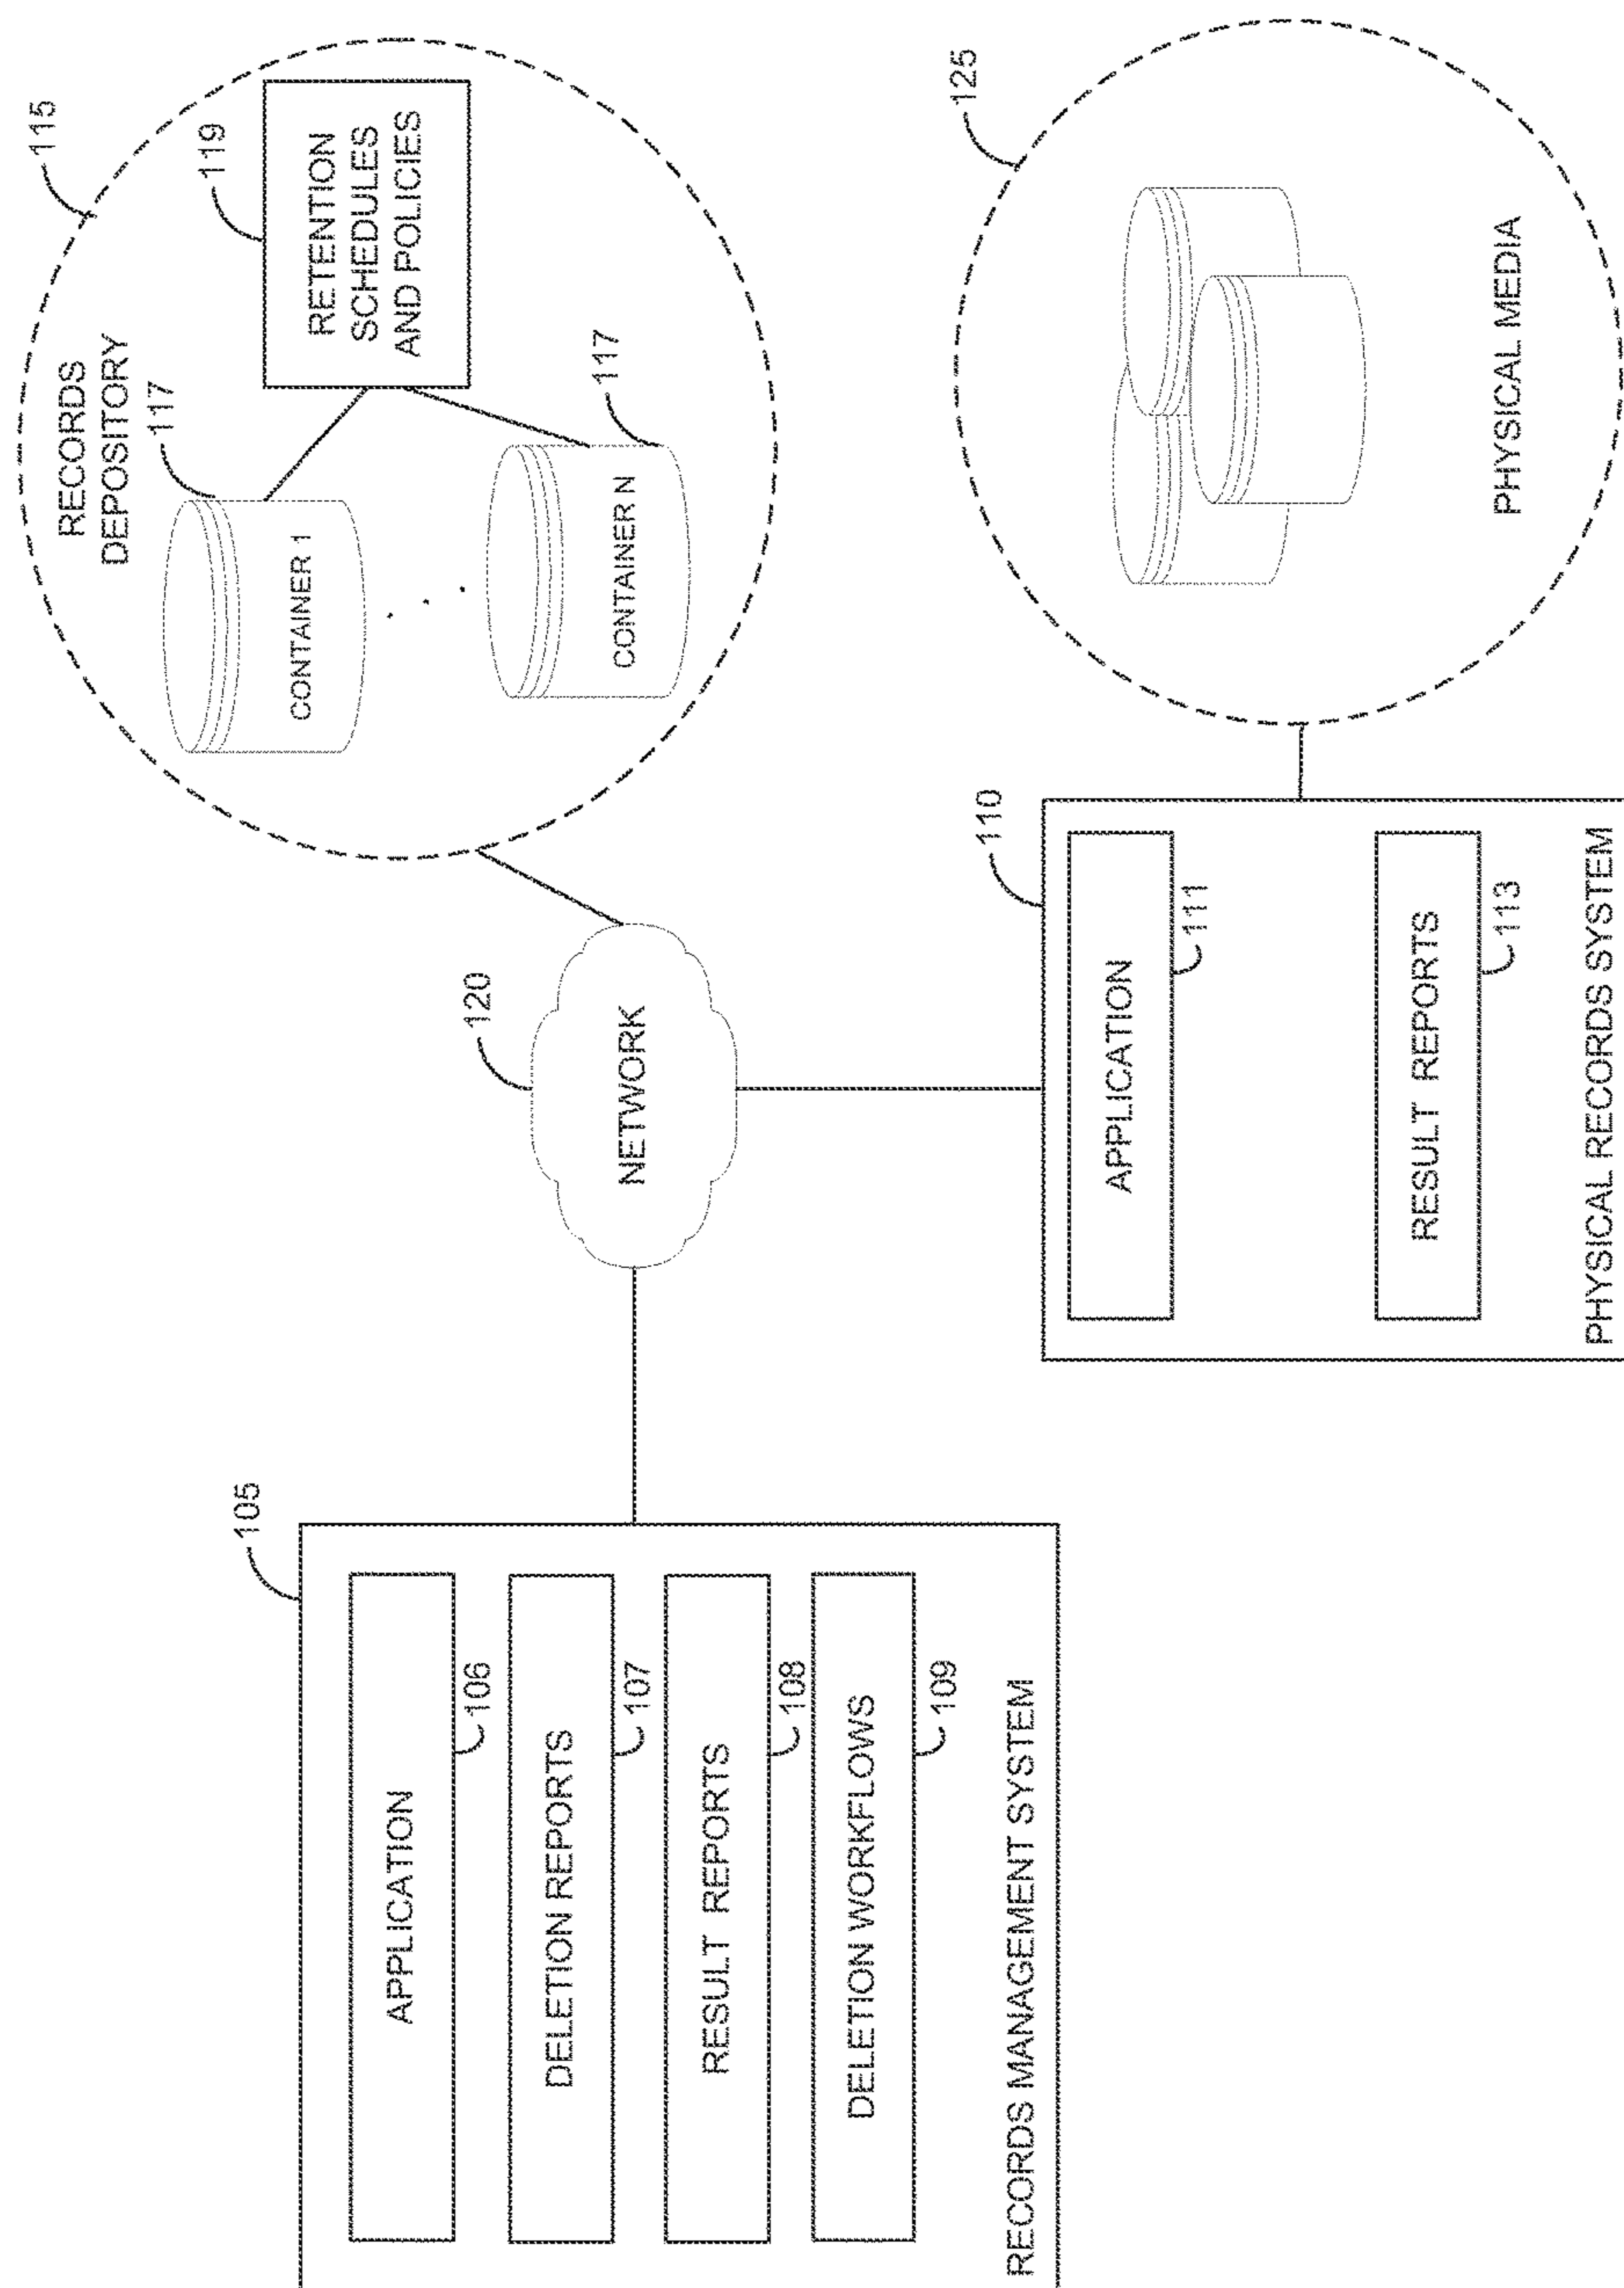 105
APPLICATION
106
DELETION REPORTS
107
RESULT REPORTS
108
DELETION WORKFLOWS
109
RECORDS MANAGEMENT SYSTEM
120
NETWORK
115
RECORDS
DEPOSITORY
117
CONTAINER 1
119
RETENTION
SCHEDULES
AND POLICIES
117
CONTAINER N
110
APPLICATION
111
RESULT REPORTS
113
PHYSICAL RECORDS SYSTEM
125
PHYSICAL MEDIA